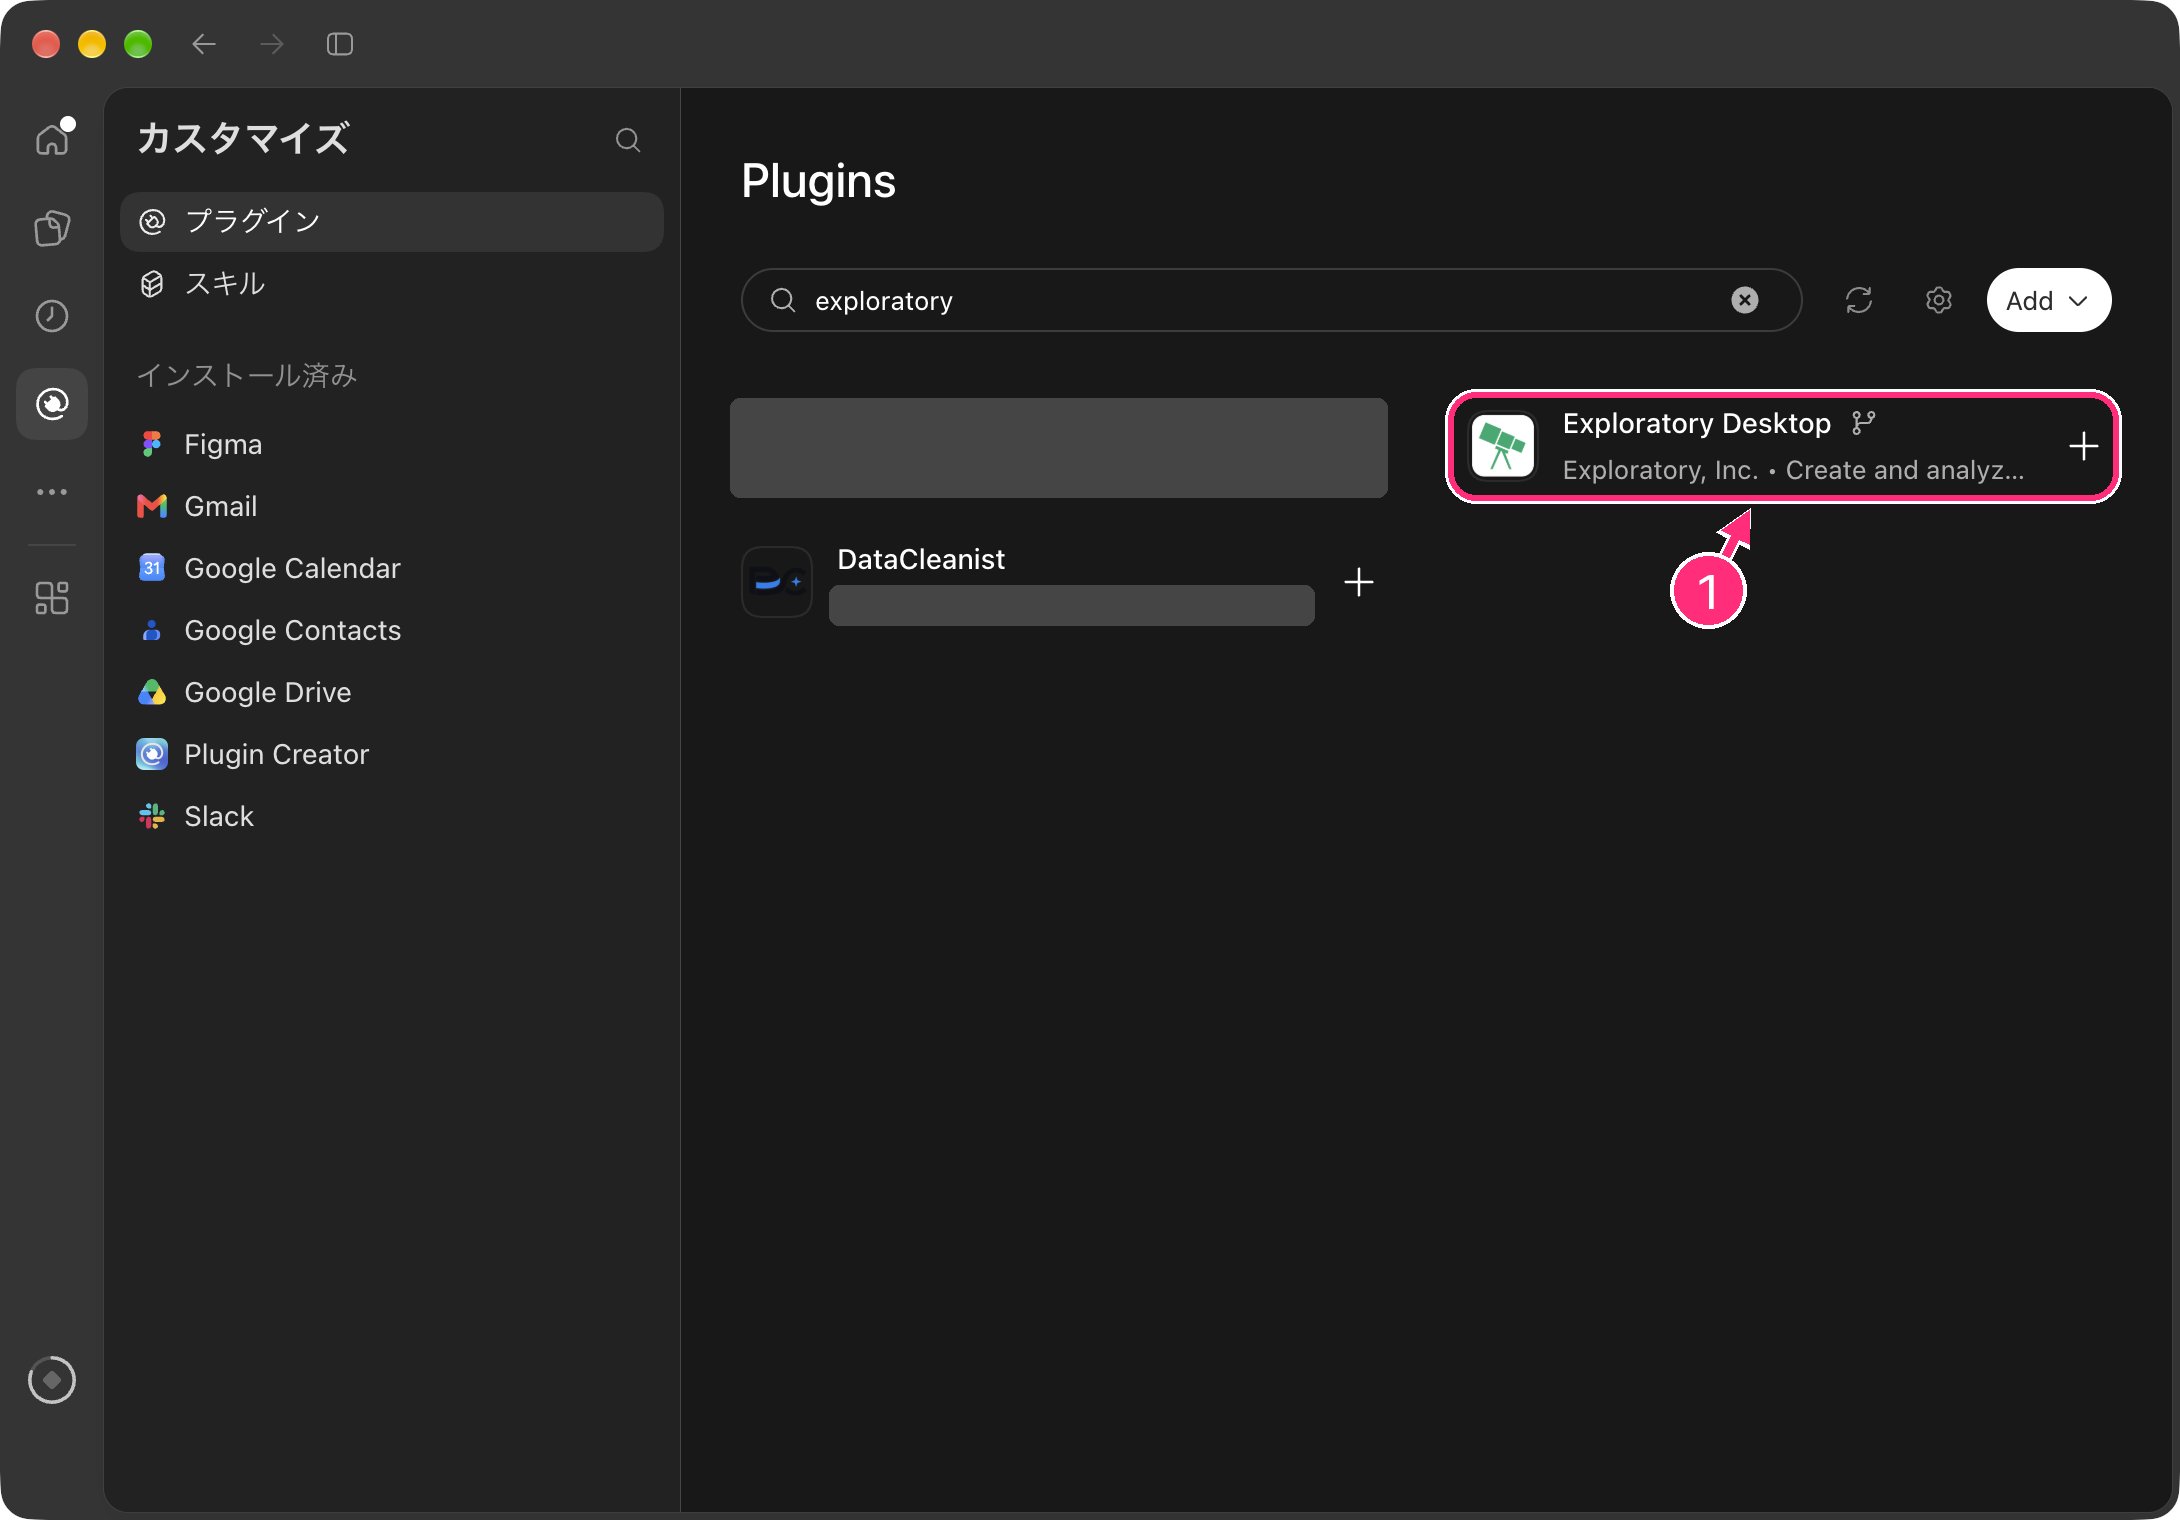 カスタマイズ
プラグイン
スキル
インストール済み
Figma
Gmail
31
Google Calendar
Google Contacts
Google Drive
Plugin Creator
Slack
Plugins
exploratory
Add
Exploratory Desktop
Exploratory, Inc. • Create and analyz...
1
DataCleanist
DC